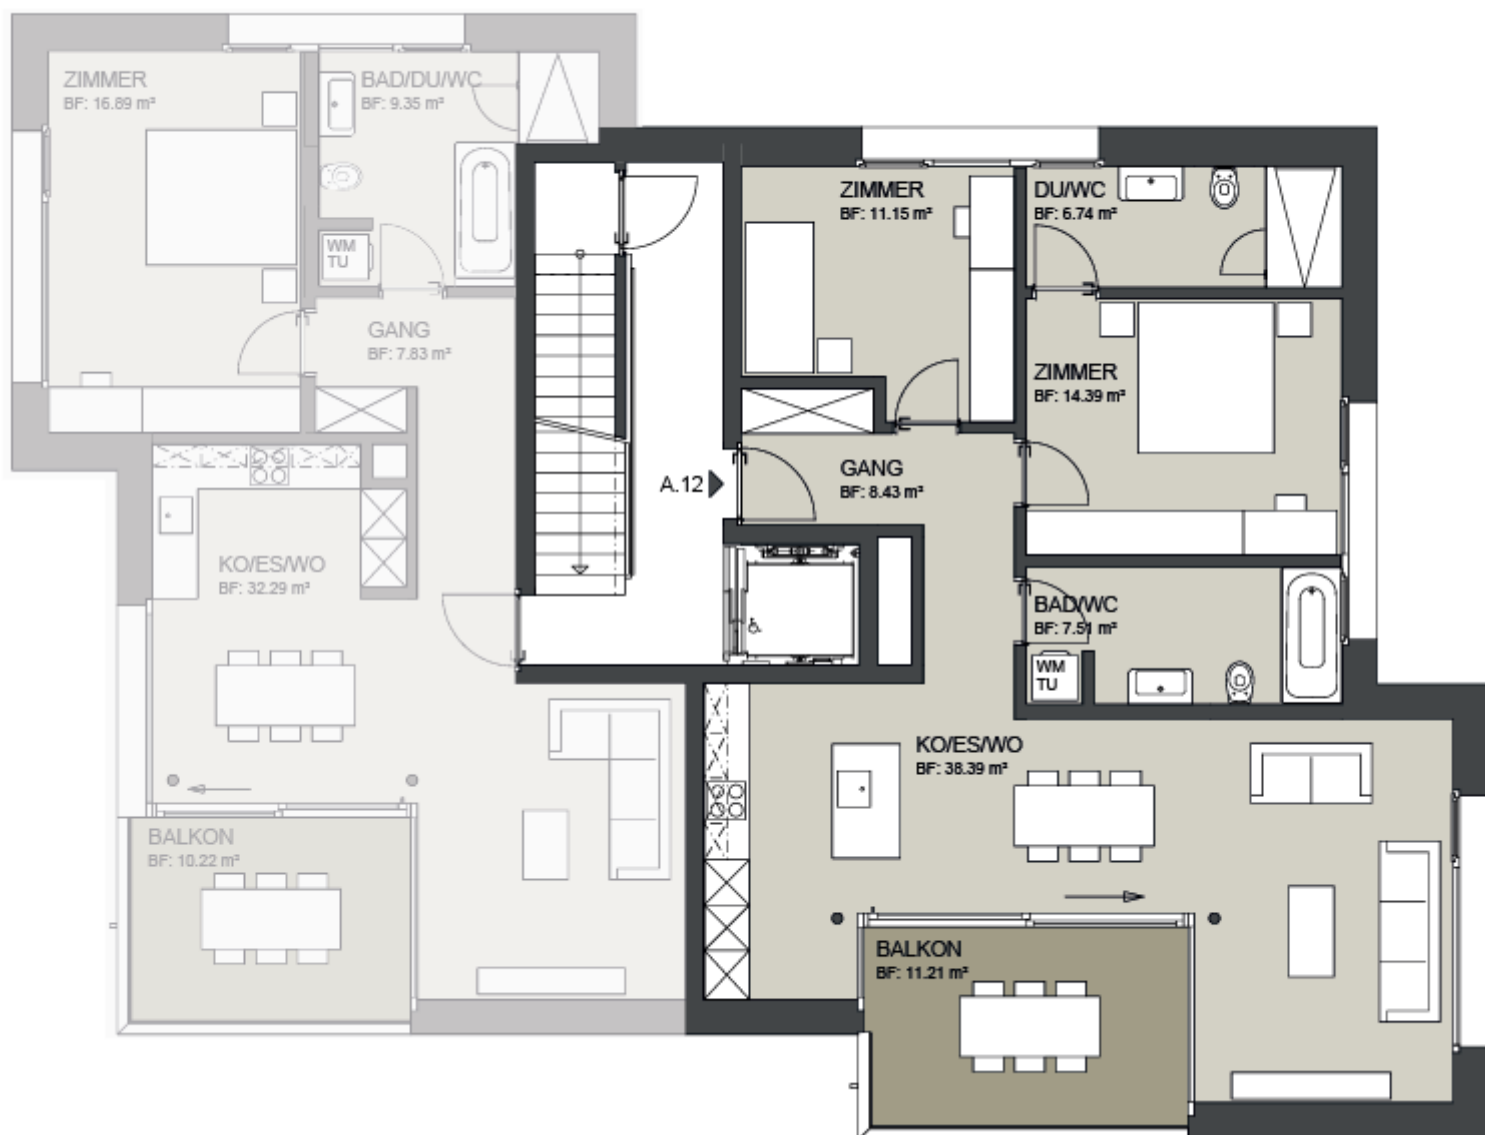 ZIMMER
BF: 16.89 m²
BAD/DU/WC
BF: 9.35 m²
WM
TU
GANG
BF: 7.83 m²
KO/ES/WO
BF: 32.29 m²
BALKON
BF: 10.22 m²
A.12
ZIMMER
BF: 11.15 m²
DU/WC
BF: 6.74 m²
ZIMMER
BF: 14.39 m²
GANG
BF: 8.43 m²
BAD/WC
BF: 7.51 m²
WM
TU
KO/ES/WO
BF: 38.39 m²
BALKON
BF: 11.21 m²